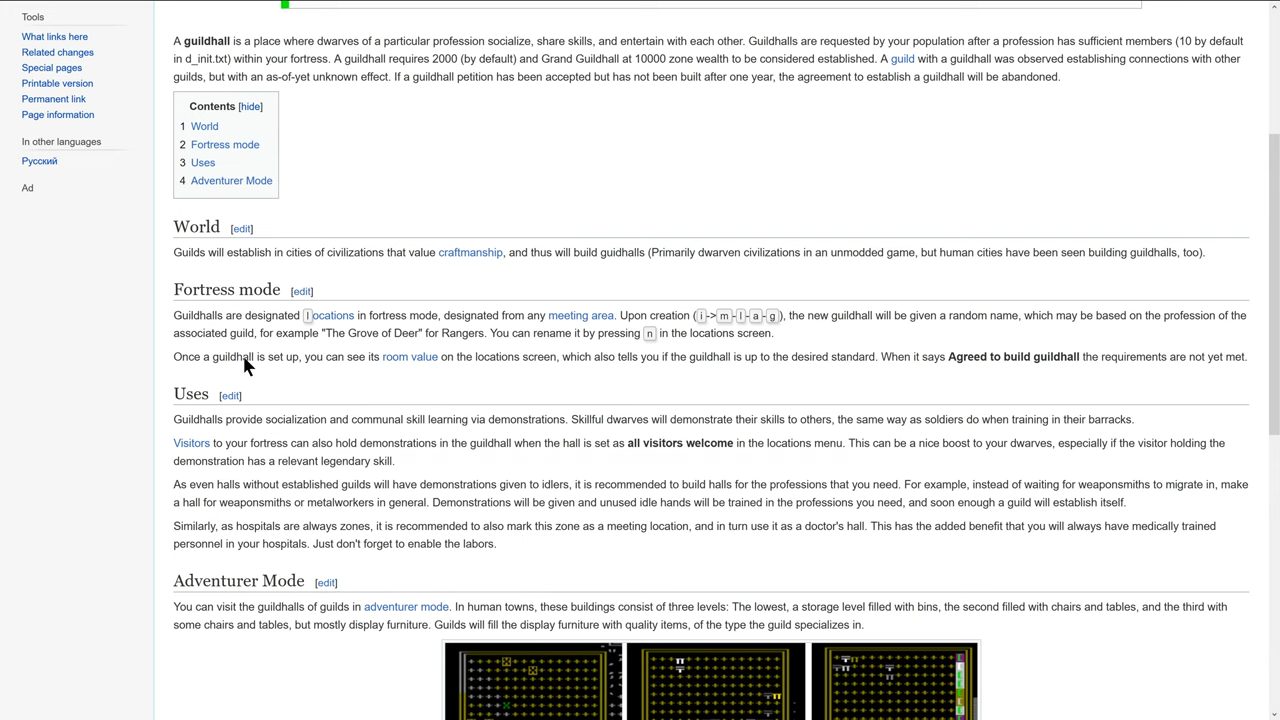 Tools
What links here
Related changes
Special pages
Printable version
Permanent link
Page information
In other languages
Русский
Ad
A guildhall is a place where dwarves of a particular profession socialize, share skills, and entertain with each other. Guildhalls are requested by your population after a profession has sufficient members (10 by default
in d_init.txt) within your fortress. A guildhall requires 2000 (by default) and Grand Guildhall at 10000 zone wealth to be considered established. A guild with a guildhall was observed establishing connections with other
guilds, but with an as-of-yet unknown effect. If a guildhall petition has been accepted but has not been built after one year, the agreement to establish a guildhall will be abandoned.
Contents [hide]
1 World
2 Fortress mode
3 Uses
4 Adventurer Mode
World [edit]
Guilds will establish in cities of civilizations that value craftmanship, and thus will build guidhalls (Primarily dwarven civilizations in an unmodded game, but human cities have been seen building guildhalls, too).
Fortress mode [edit]
Guildhalls are designated locations in fortress mode, designated from any meeting area. Upon creation (i->m-l-a-g), the new guildhall will be given a random name, which may be based on the profession of the
associated guild, for example "The Grove of Deer" for Rangers. You can rename it by pressing n in the locations screen.
Once a guildhall is set up, you can see its room value on the locations screen, which also tells you if the guildhall is up to the desired standard. When it says Agreed to build guildhall the requirements are not yet met.
Uses [edit]
Guildhalls provide socialization and communal skill learning via demonstrations. Skillful dwarves will demonstrate their skills to others, the same way as soldiers do when training in their barracks.
Visitors to your fortress can also hold demonstrations in the guildhall when the hall is set as all visitors welcome in the locations menu. This can be a nice boost to your dwarves, especially if the visitor holding the
demonstration has a relevant legendary skill.
As even halls without established guilds will have demonstrations given to idlers, it is recommended to build halls for the professions that you need. For example, instead of waiting for weaponsmiths to migrate in, make
a hall for weaponsmiths or metalworkers in general. Demonstrations will be given and unused idle hands will be trained in the professions you need, and soon enough a guild will establish itself.
Similarly, as hospitals are always zones, it is recommended to also mark this zone as a meeting location, and in turn use it as a doctor's hall. This has the added benefit that you will always have medically trained
personnel in your hospitals. Just don't forget to enable the labors.
Adventurer Mode [edit]
You can visit the guildhalls of guilds in adventurer mode. In human towns, these buildings consist of three levels: The lowest, a storage level filled with bins, the second filled with chairs and tables, and the third with
some chairs and tables, but mostly display furniture. Guilds will fill the display furniture with quality items, of the type the guild specializes in.